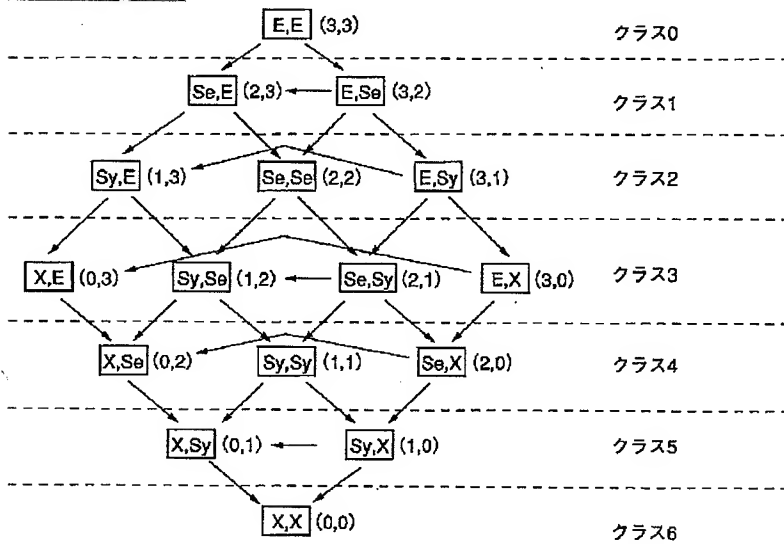 E,E (3,3) クラス0
Se,E (2,3) E,Se (3,2) クラス1
Sy,E (1,3) Se,Se (2,2) E,Sy (3,1) クラス2
X,E (0,3) Sy,Se (1,2) Se,Sy (2,1) E,X (3,0) クラス3
X,Se (0,2) Sy,Sy (1,1) Se,X (2,0) クラス4
X,Sy (0,1) Sy,X (1,0) クラス5
X,X (0,0) クラス6